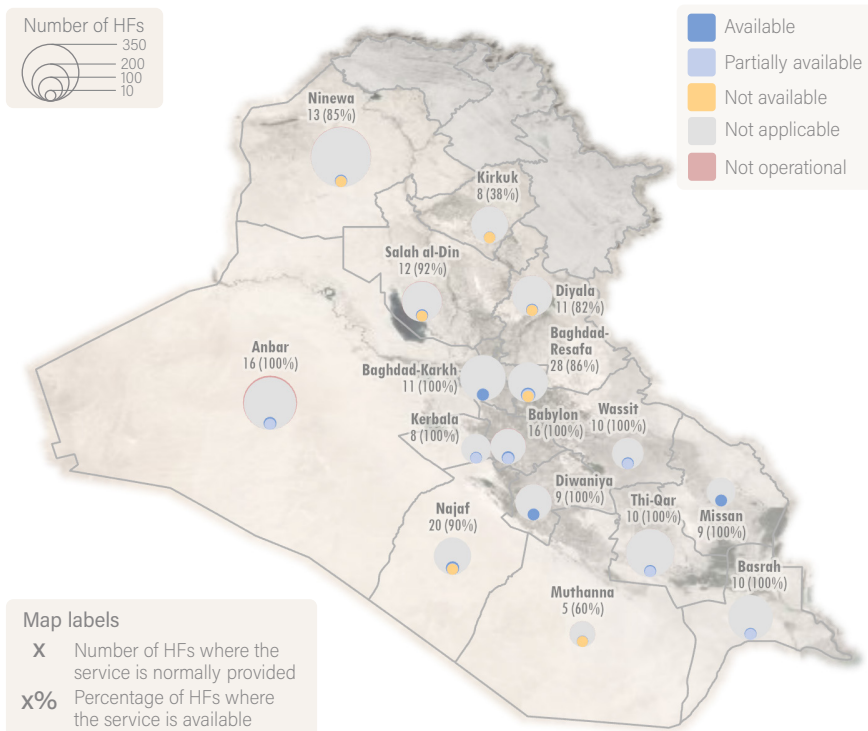 Number of HFs
350
200
100
10
Available
Partially available
Not available
Not applicable
Not operational
Ninewa
13 (85%)
Kirkuk
8 (38%)
Salah al-Din
12 (92%)
Diyala
11 (82%)
Baghdad-
Resafa
28 (86%)
Anbar
16 (100%)
Baghdad-Karkh
11 (100%)
Kerbala
8 (100%)
Babylon
16 (100%)
Wassit
10 (100%)
Diwaniya
9 (100%)
Thi-Qar
10 (100%)
Missan
9 (100%)
Najaf
20 (90%)
Basrah
10 (100%)
Muthanna
5 (60%)
Map labels
X Number of HFs where the
service is normally provided
x% Percentage of HFs where
the service is available